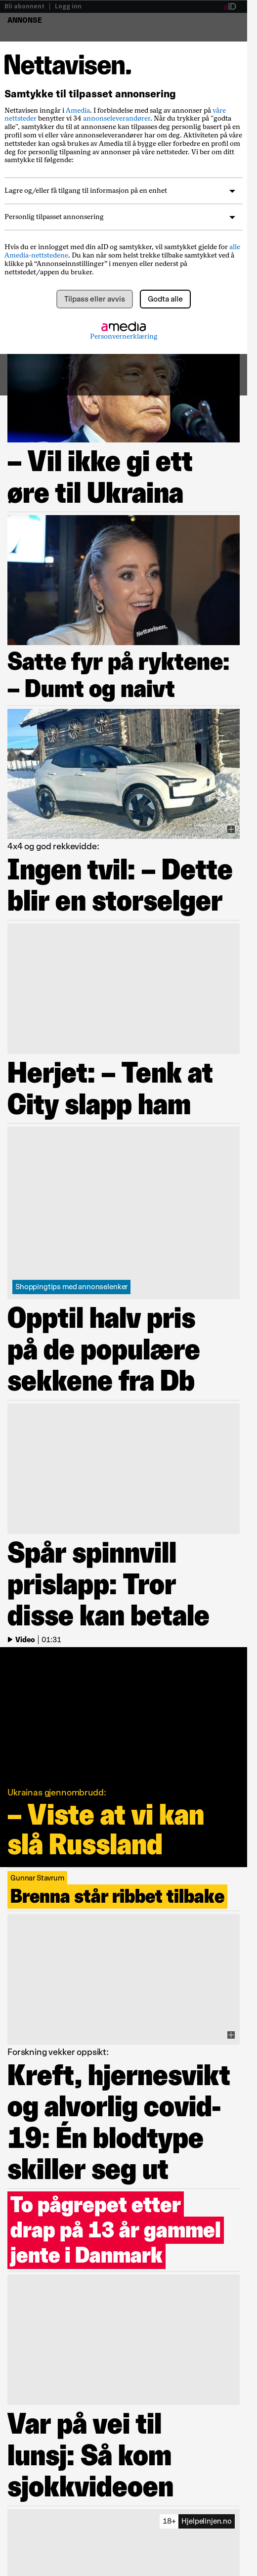 Bli abonnent | Logg inn
aID
ANNONSE
Nettavisen.
Samtykke til tilpasset annonsering
Nettavisen inngår i Amedia. I forbindelse med salg av annonser på våre
nettsteder benytter vi 34 annonseleverandører. Når du trykker på "godta
alle", samtykker du til at annonsene kan tilpasses deg personlig basert på en
profil som vi eller våre annonseleverandører har om deg. Aktiviteten på våre
nettsteder kan også brukes av Amedia til å bygge eller forbedre en profil om
deg for personlig tilpasning av annonser på våre nettsteder. Vi ber om ditt
samtykke til følgende:
Lagre og/eller få tilgang til informasjon på en enhet
Personlig tilpasset annonsering
Hvis du er innlogget med din aID og samtykker, vil samtykket gjelde for alle
Amedia-nettstedene. Du kan når som helst trekke tilbake samtykket ved å
klikke på “Annonseinnstillinger” i menyen eller nederst på
nettstedet/appen du bruker.
Tilpass eller avvis
Godta alle
amedia
Personvernerklæring
– Vil ikke gi ett
øre til Ukraina
Nettavisen.
Satte fyr på ryktene:
– Dumt og naivt
4x4 og god rekkevidde:
Ingen tvil: – Dette
blir en storselger
Herjet: – Tenk at
City slapp ham
Shoppingtips med annonselenker
Opptil halv pris
på de populære
sekkene fra Db
Spår spinnvill
prislapp: Tror
disse kan betale
Video | 01:31
Ukrainas gjennombrudd:
– Viste at vi kan
slå Russland
Gunnar Stavrum
Brenna står ribbet tilbake
Forskning vekker oppsikt:
Kreft, hjernesvikt
og alvorlig covid-
19: Én blodtype
skiller seg ut
To pågrepet etter
drap på 13 år gammel
jente i Danmark
Var på vei til
lunsj: Så kom
sjokkvideoen
18+ Hjelpelinjen.no